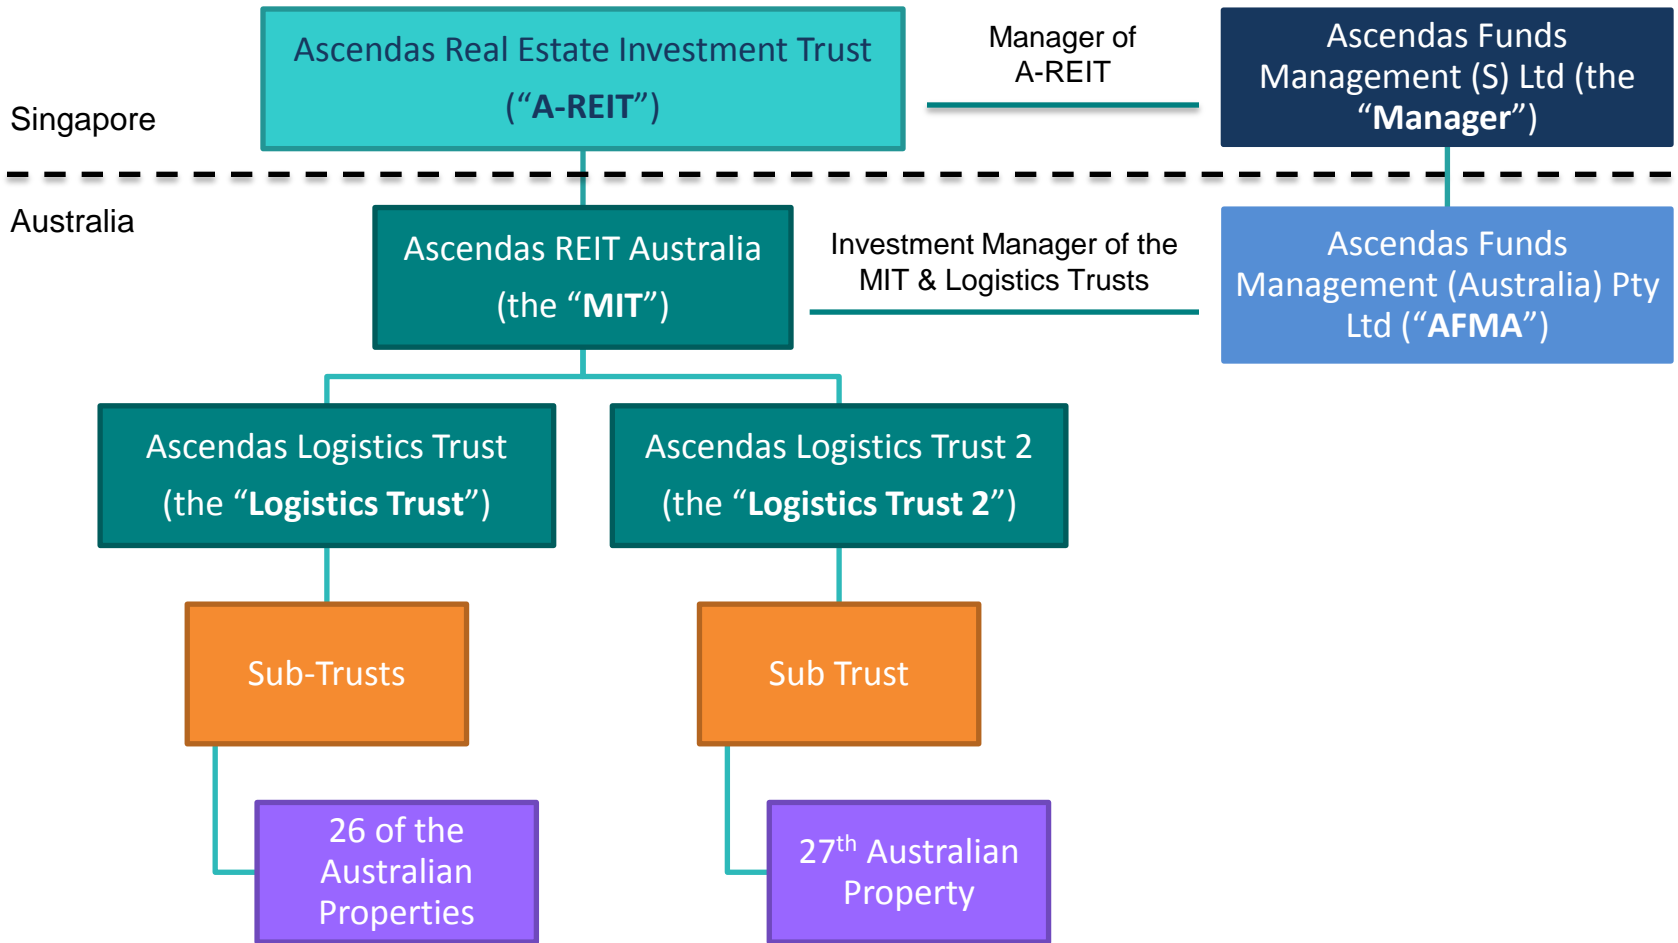 Ascendas Real Estate Investment Trust
(“A-REIT”)
Manager of
A-REIT
Ascendas Funds
Management (S) Ltd (the
“Manager”)
Singapore
Australia
Ascendas REIT Australia
(the “MIT”)
Investment Manager of the
MIT & Logistics Trusts
Ascendas Funds
Management (Australia) Pty
Ltd (“AFMA”)
Ascendas Logistics Trust
(the “Logistics Trust”)
Ascendas Logistics Trust 2
(the “Logistics Trust 2”)
Sub-Trusts
Sub Trust
26 of the
Australian
Properties
27th Australian
Property